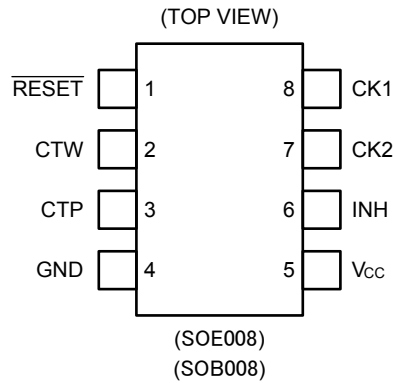 (TOP VIEW)
RESET 1 8 CK1
CTW 2 7 CK2
CTP 3 6 INH
GND 4 5 VCC
(SOE008)
(SOB008)